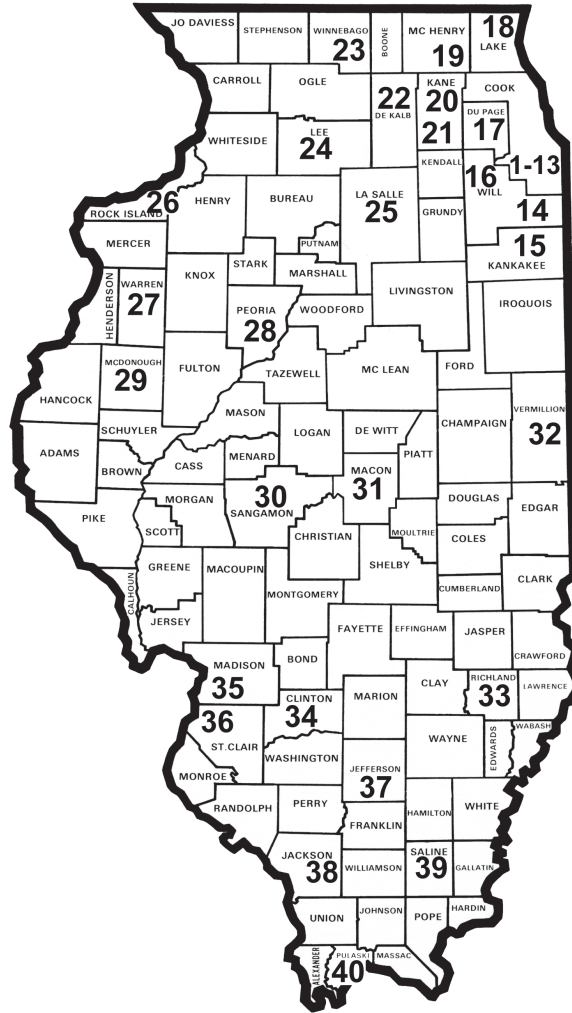 JO DAVIESS
STEPHENSON
WINNEBAGO
23
BOONE
MC HENRY
19
18
LAKE
CARROLL
OGLE
22
DE KALB
KANE
20
21
COOK
DU PAGE
17
WHITESIDE
LEE
24
KENDALL
16
WILL
1-13
14
26
ROCK ISLAND
HENRY
BUREAU
LA SALLE
25
GRUNDY
15
KANKAKEE
MERCER
PUTNAM
STARK
MARSHALL
KNOX
HENDERSON
WARREN
27
PEORIA
28
WOODFORD
LIVINGSTON
IROQUOIS
MCDONOUGH
29
FULTON
TAZEWELL
MC LEAN
FORD
HANCOCK
MASON
LOGAN
DE WITT
CHAMPAIGN
VERMILLION
32
SCHUYLER
ADAMS
BROWN
CASS
MENARD
MACON
31
PIATT
MORGAN
30
SANGAMON
DOUGLAS
EDGAR
PIKE
SCOTT
CHRISTIAN
MOULTRIE
COLES
GREENE
MACOUPIN
SHELBY
CALHOUN
MONTGOMERY
CUMBERLAND
CLARK
JERSEY
FAYETTE
EFFINGHAM
JASPER
CRAWFORD
MADISON
35
BOND
CLAY
RICHLAND
33
LAWRENCE
CLINTON
34
MARION
36
ST.CLAIR
WASHINGTON
WAYNE
EDWARDS
WABASH
MONROE
JEFFERSON
37
RANDOLPH
PERRY
HAMILTON
WHITE
FRANKLIN
JACKSON
38
WILLIAMSON
SALINE
39
GALLATIN
UNION
JOHNSON
POPE
HARDIN
ALEXANDER
PULASKI
40
MASSAC